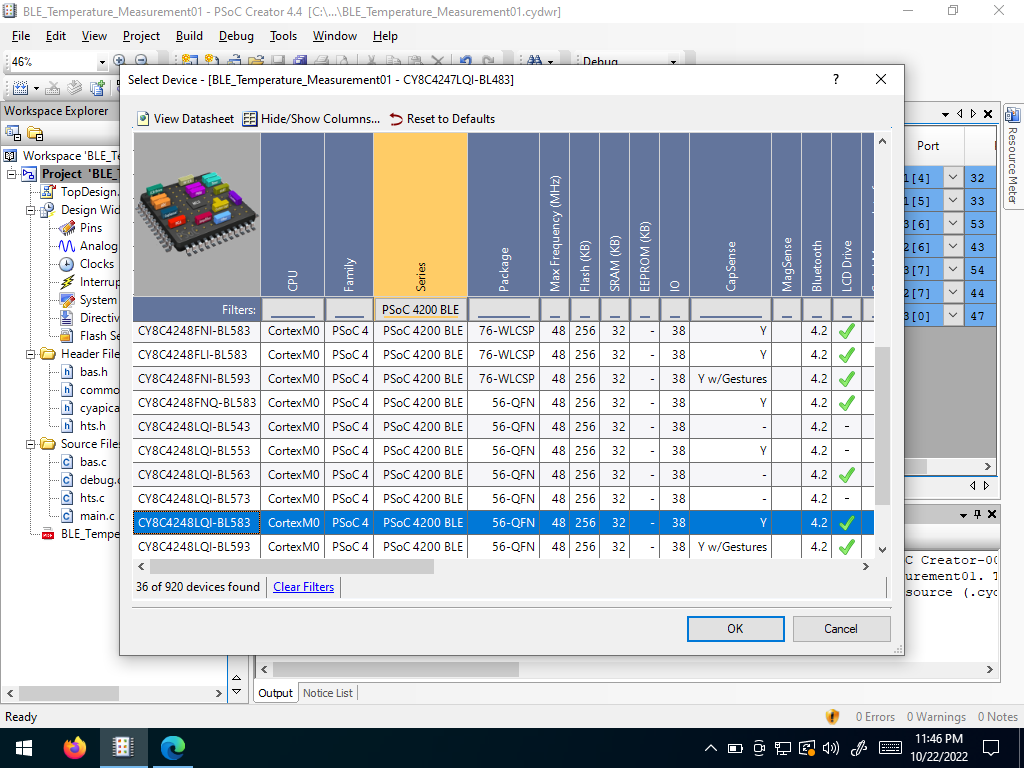 BLE_Temperature_Measurement01 - PSoC Creator 4.4 [C:\...\BLE_Temperature_Measurement01.cydwr]
File Edit View Project Build Debug Tools Window Help
46% Debug
Select Device - [BLE_Temperature_Measurement01 - CY8C4247LQI-BL483] ?
View Datasheet Hide/Show Columns... Reset to Defaults
CPU Family Series Package Max Frequency (MHz) Flash (KB) SRAM (KB) EEPROM (KB) IO CapSense MagSense Bluetooth LCD Drive
Filters: PSoC 4200 BLE
CY8C4248FNI-BL583 CortexM0 PSoC 4 PSoC 4200 BLE 76-WLCSP 48 256 32 - 38 Y 4.2
CY8C4248FLI-BL583 CortexM0 PSoC 4 PSoC 4200 BLE 76-WLCSP 48 256 32 - 38 Y 4.2
CY8C4248FNI-BL593 CortexM0 PSoC 4 PSoC 4200 BLE 76-WLCSP 48 256 32 - 38 Y w/Gestures 4.2
CY8C4248FNQ-BL583 CortexM0 PSoC 4 PSoC 4200 BLE 56-QFN 48 256 32 - 38 Y 4.2
CY8C4248LQI-BL543 CortexM0 PSoC 4 PSoC 4200 BLE 56-QFN 48 256 32 - 38 - 4.2 -
CY8C4248LQI-BL553 CortexM0 PSoC 4 PSoC 4200 BLE 56-QFN 48 256 32 - 38 Y 4.2 -
CY8C4248LQI-BL563 CortexM0 PSoC 4 PSoC 4200 BLE 56-QFN 48 256 32 - 38 - 4.2
CY8C4248LQI-BL573 CortexM0 PSoC 4 PSoC 4200 BLE 56-QFN 48 256 32 - 38 - 4.2 -
CY8C4248LQI-BL583 CortexM0 PSoC 4 PSoC 4200 BLE 56-QFN 48 256 32 - 38 Y 4.2
CY8C4248LQI-BL593 CortexM0 PSoC 4 PSoC 4200 BLE 56-QFN 48 256 32 - 38 Y w/Gestures 4.2
36 of 920 devices found Clear Filters
OK Cancel
Workspace Explorer
Workspace 'BLE_Te
Project 'BLE_T
TopDesign.
Design Wid
Pins
Analog
Clocks
Interrup
System
Directiv
Flash Se
Header File
bas.h
commo
cyapica
hts.h
Source Files
bas.c
debug.c
hts.c
main.c
BLE_Tempe
Port
1[4] 32
1[5] 33
3[6] 53
2[6] 43
3[7] 54
2[7] 44
3[0] 47
Resource Meter
C Creator-00
urement01. T
source (.cyd
Output Notice List
Ready 0 Errors 0 Warnings 0 Notes
11:46 PM
10/22/2022